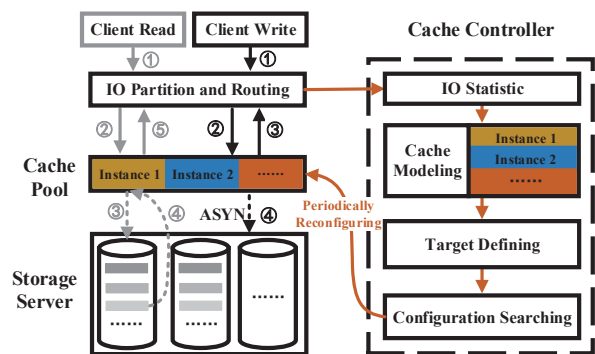 Client Read
Client Write
Cache Controller
①
①
IO Partition and Routing
IO Statistic
②
⑤
②
③
Cache
Pool
Instance 1
Instance 2
......
Cache
Modeling
Instance 1
Instance 2
......
③
④
ASYN
④
Periodically
Reconfiguring
Target Defining
Storage
Server
......
......
......
Configuration Searching